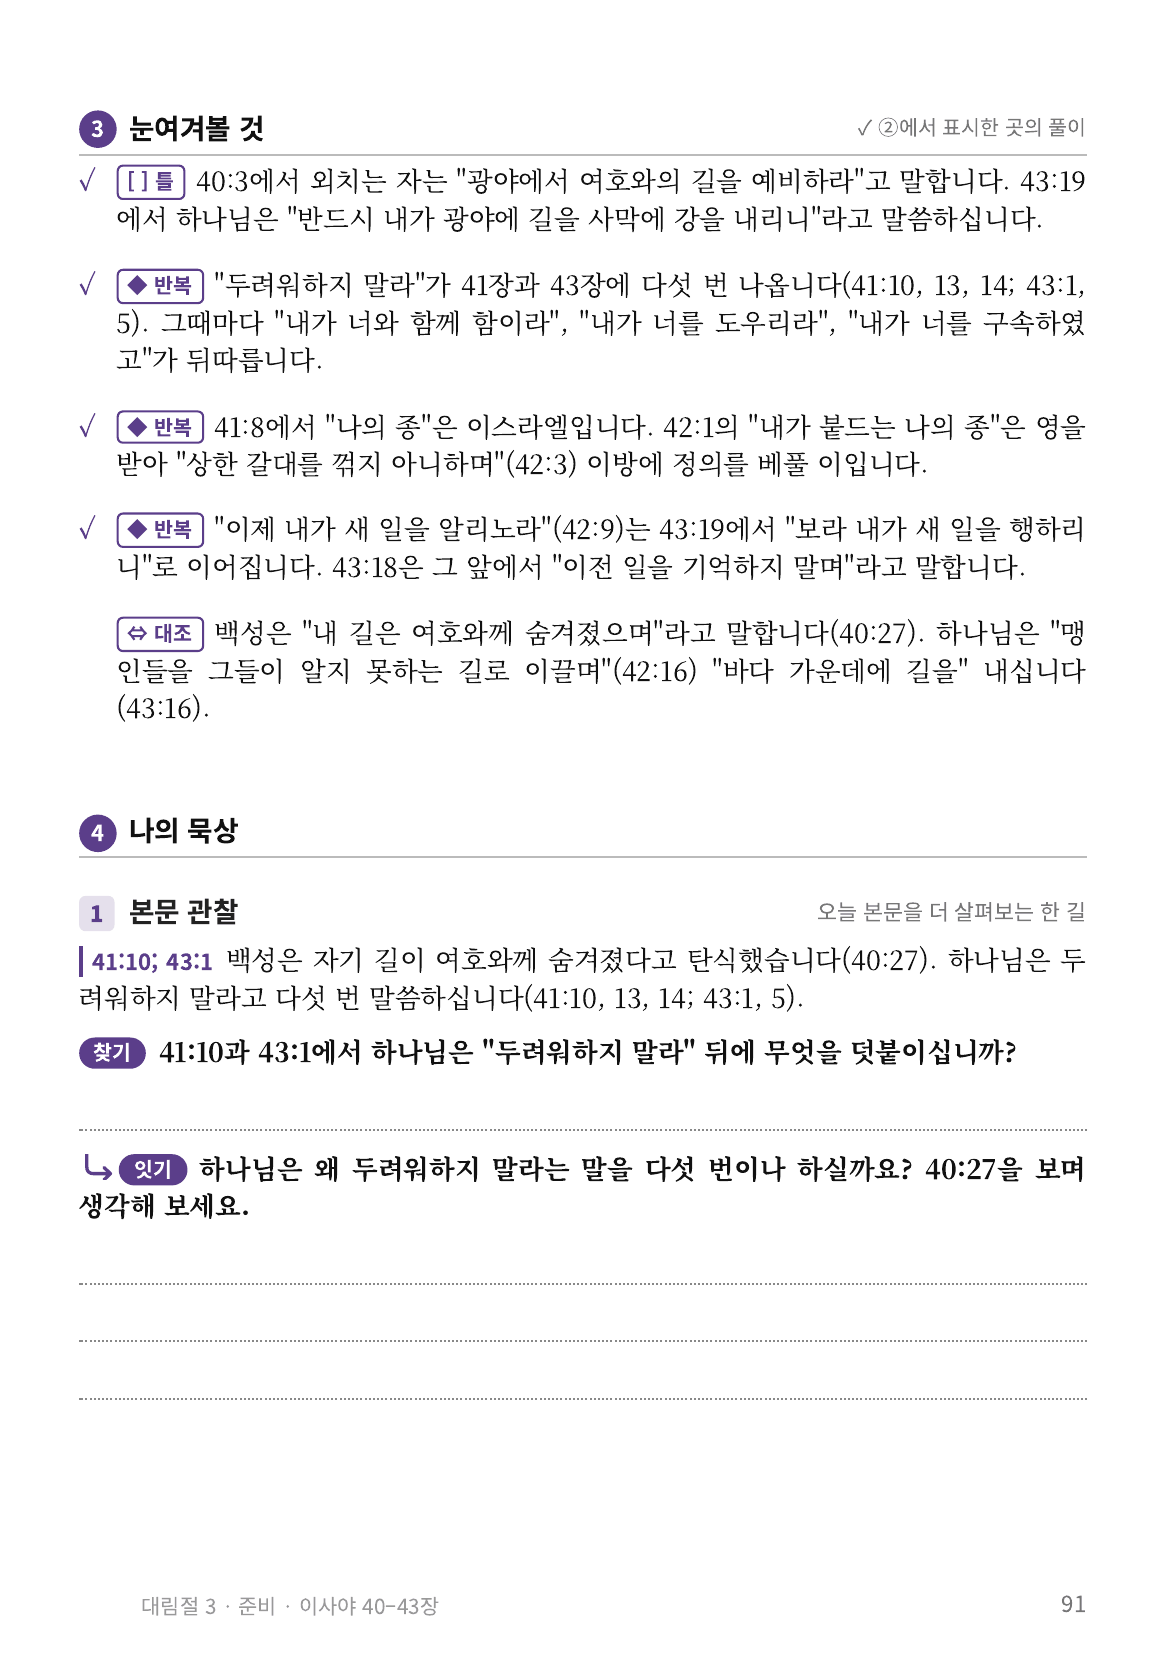 3 눈여겨볼 것 ✓ ②에서 표시한 곳의 풀이
✓ [ ] 틀 40:3에서 외치는 자는 "광야에서 여호와의 길을 예비하라"고 말합니다. 43:19
에서 하나님은 "반드시 내가 광야에 길을 사막에 강을 내리니"라고 말씀하십니다.
✓ ◆ 반복 "두려워하지 말라"가 41장과 43장에 다섯 번 나옵니다(41:10, 13, 14; 43:1,
5). 그때마다 "내가 너와 함께 함이라", "내가 너를 도우리라", "내가 너를 구속하였
고"가 뒤따릅니다.
✓ ◆ 반복 41:8에서 "나의 종"은 이스라엘입니다. 42:1의 "내가 붙드는 나의 종"은 영을
받아 "상한 갈대를 꺾지 아니하며"(42:3) 이방에 정의를 베풀 이입니다.
✓ ◆ 반복 "이제 내가 새 일을 알리노라"(42:9)는 43:19에서 "보라 내가 새 일을 행하리
니"로 이어집니다. 43:18은 그 앞에서 "이전 일을 기억하지 말며"라고 말합니다.
⇔ 대조 백성은 "내 길은 여호와께 숨겨졌으며"라고 말합니다(40:27). 하나님은 "맹
인들을 그들이 알지 못하는 길로 이끌며"(42:16) "바다 가운데에 길을" 내십니다
(43:16).
4 나의 묵상
1 본문 관찰 오늘 본문을 더 살펴보는 한 길
41:10; 43:1 백성은 자기 길이 여호와께 숨겨졌다고 탄식했습니다(40:27). 하나님은 두
려워하지 말라고 다섯 번 말씀하십니다(41:10, 13, 14; 43:1, 5).
찾기 41:10과 43:1에서 하나님은 "두려워하지 말라" 뒤에 무엇을 덧붙이십니까?
잇기 하나님은 왜 두려워하지 말라는 말을 다섯 번이나 하실까요? 40:27을 보며
생각해 보세요.
대림절 3 · 준비 · 이사야 40–43장 91